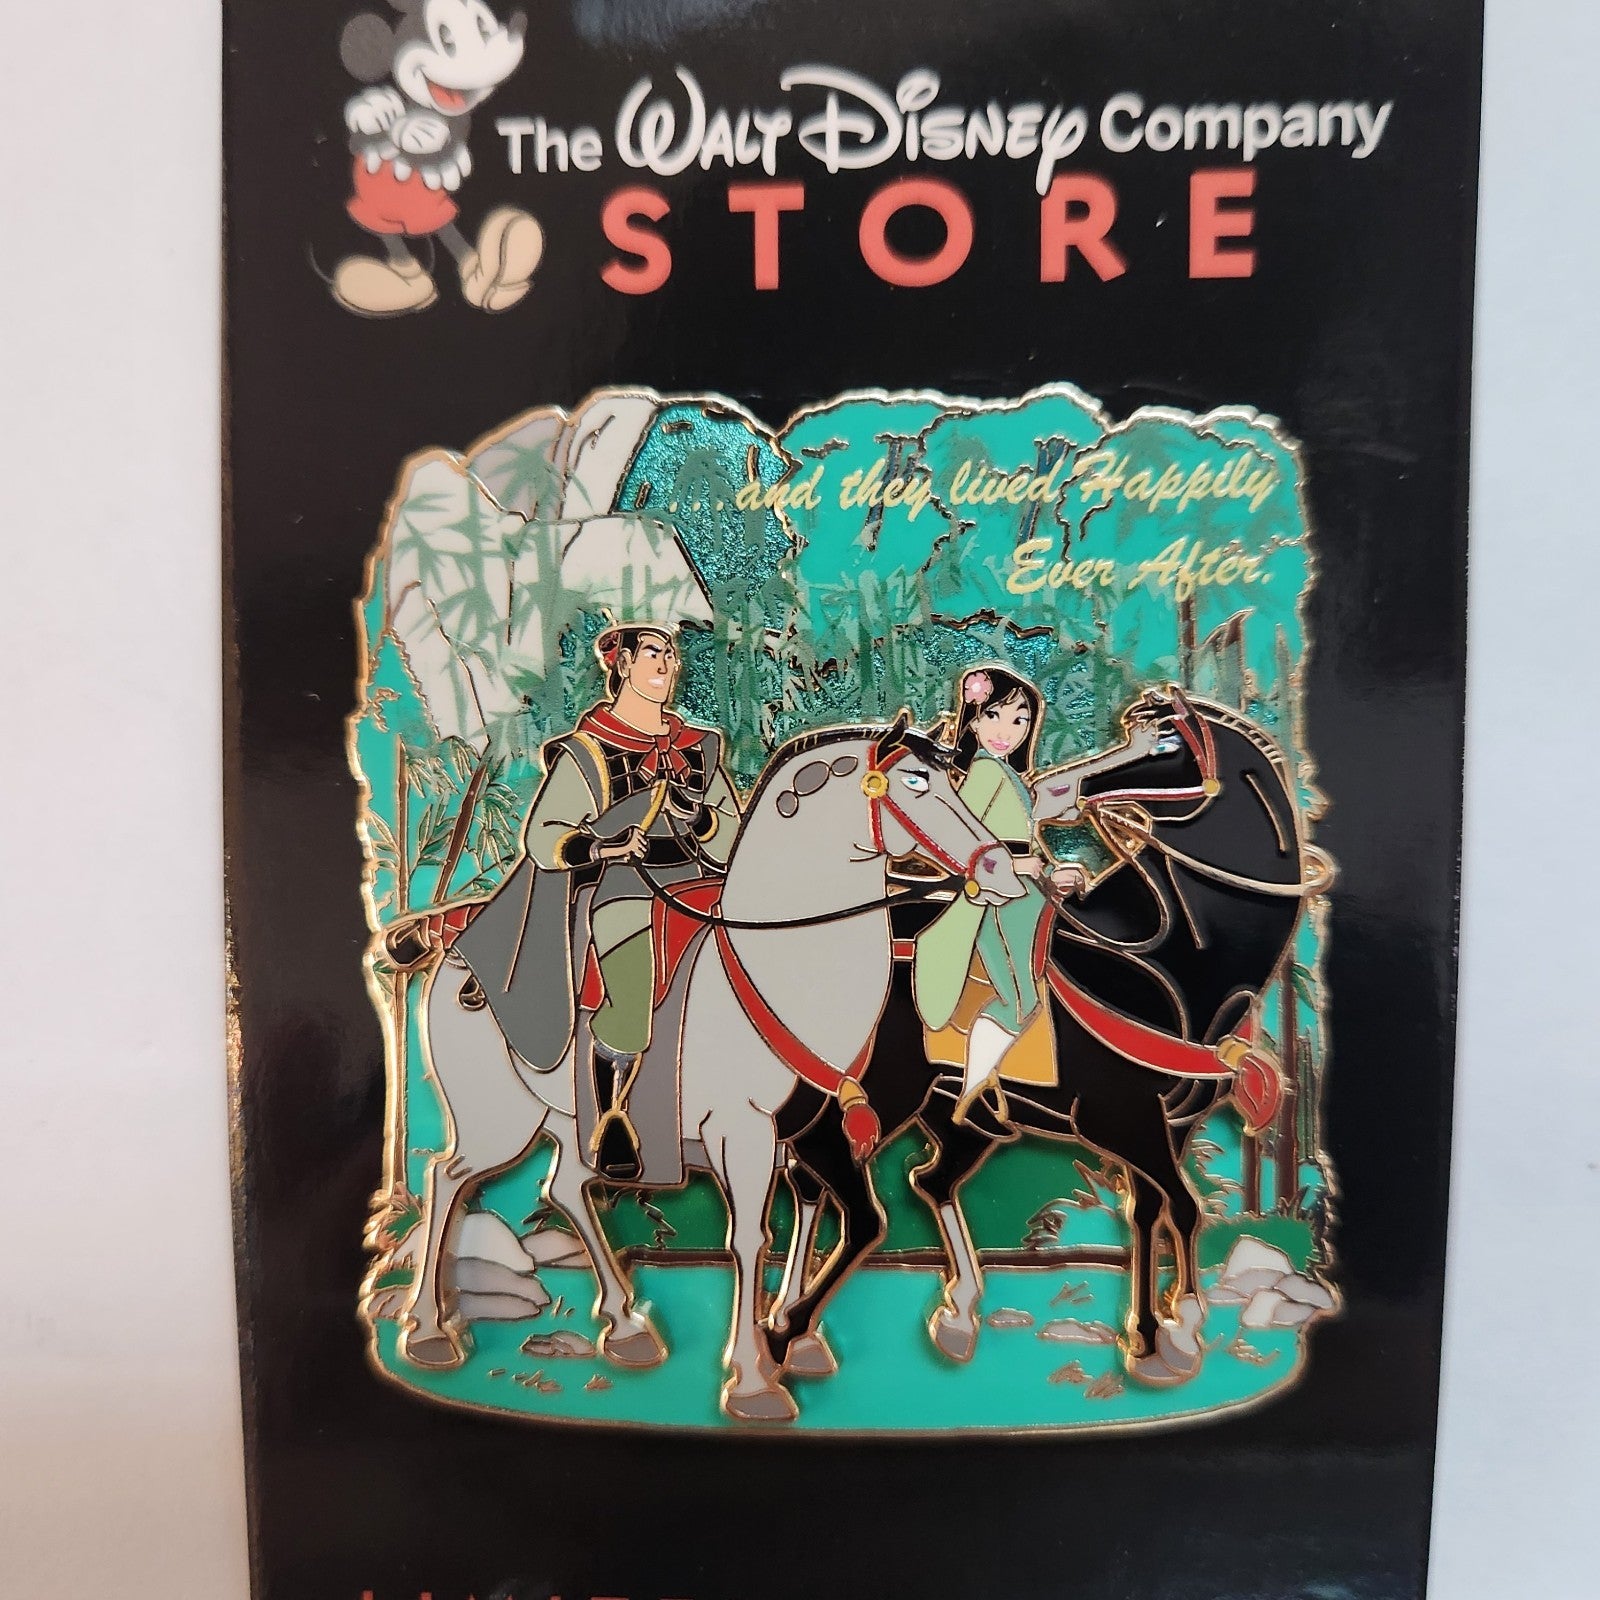 The Walt Disney Company
STORE
....and they lived Happily
Ever After.